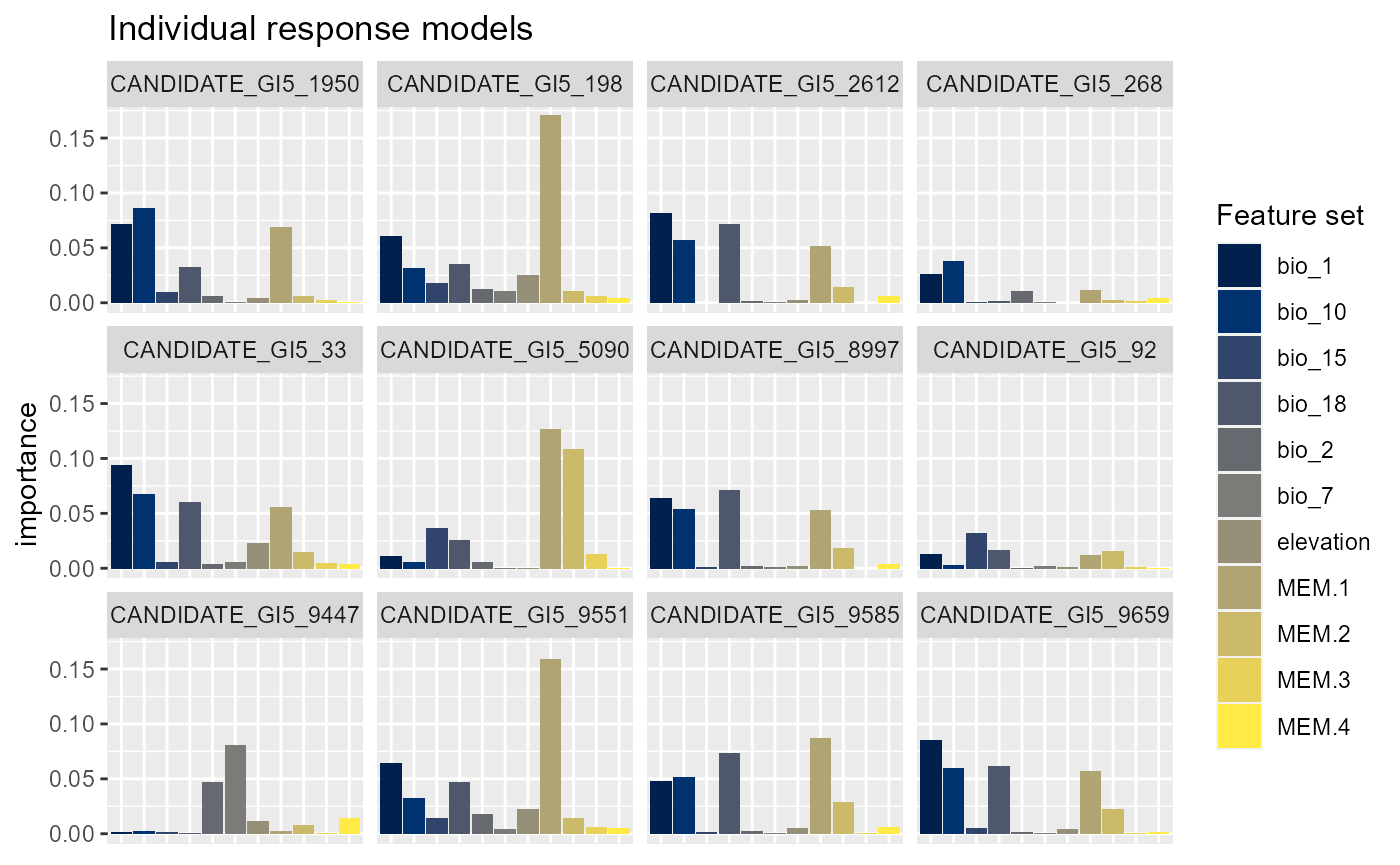 Individual response models
CANDIDATE_GI5_1950 CANDIDATE_GI5_198 CANDIDATE_GI5_2612 CANDIDATE_GI5_268
0.15
0.10
0.05
0.00
CANDIDATE_GI5_33 CANDIDATE_GI5_5090 CANDIDATE_GI5_8997 CANDIDATE_GI5_92
0.15
0.10
0.05
0.00
CANDIDATE_GI5_9447 CANDIDATE_GI5_9551 CANDIDATE_GI5_9585 CANDIDATE_GI5_9659
0.15
0.10
0.05
0.00
importance
Feature set
bio_1
bio_10
bio_15
bio_18
bio_2
bio_7
elevation
MEM.1
MEM.2
MEM.3
MEM.4